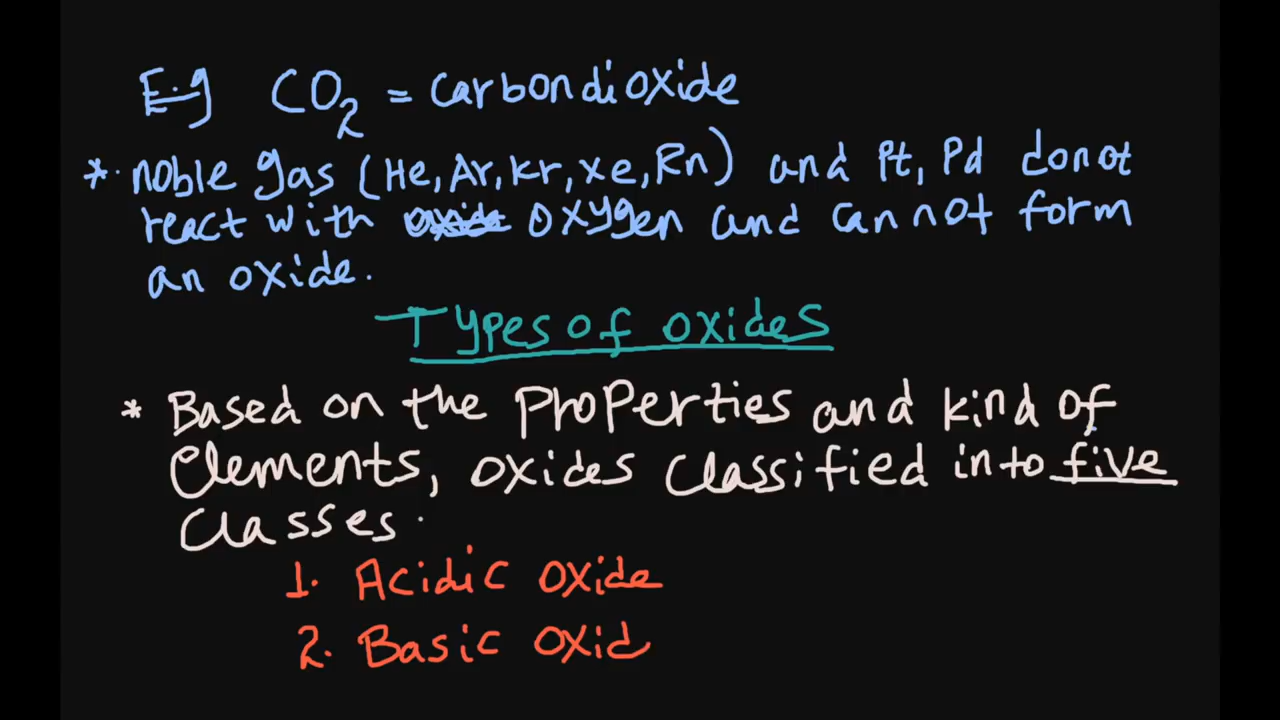 E.g CO2 = carbondioxide
*. noble gas (He, Ar, Kr, Xe, Rn) and Pt, Pd donot
react with oxide oxygen and cannot form
an oxide.
Types of oxides
* Based on the properties and kind of
elements, oxides classified into five
classes.
1. Acidic oxide
2. Basic oxid